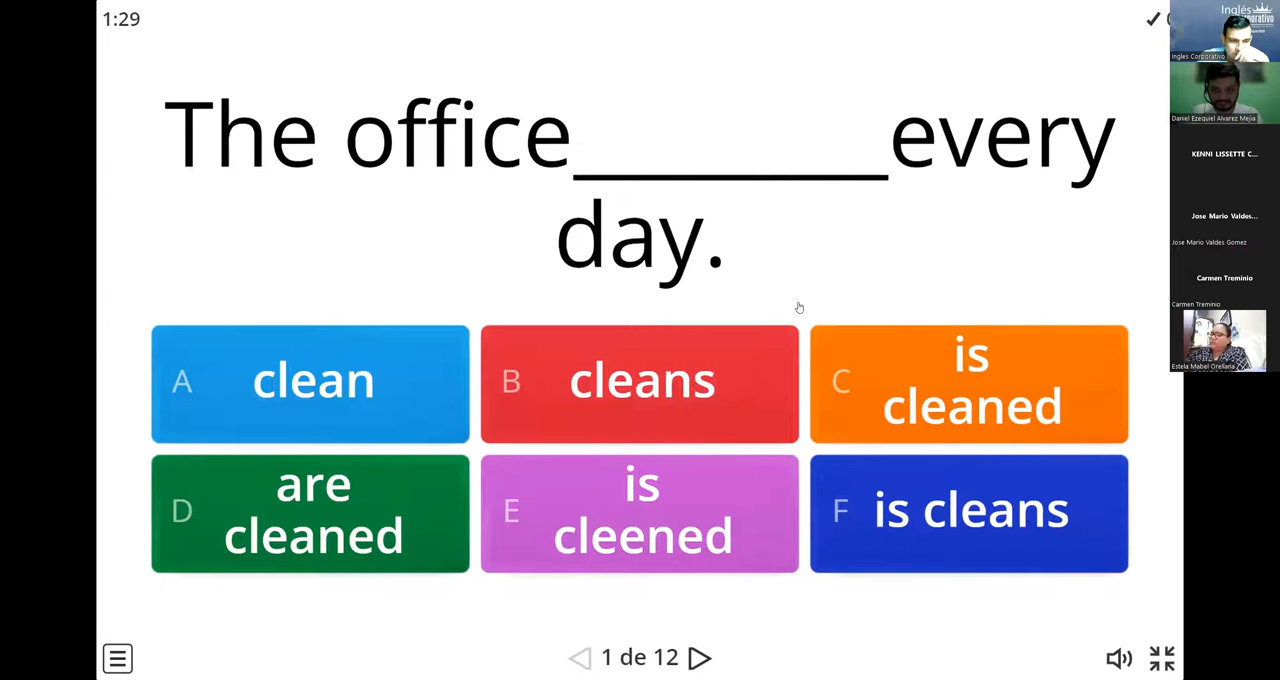 1:29
✓
The office_________every
day.
A clean
B cleans
C is
cleaned
D are
cleaned
E is
cleened
F is cleans
1 de 12
Inglés
Ingles Corporativo
Daniel Ezequiel Alvarez Mejia
KENNI LISSETTE C...
Jose Mario Valdes...
Jose Mario Valdes Gomez
Carmen Treminio
Carmen Treminio
Estela Mabel Orellana